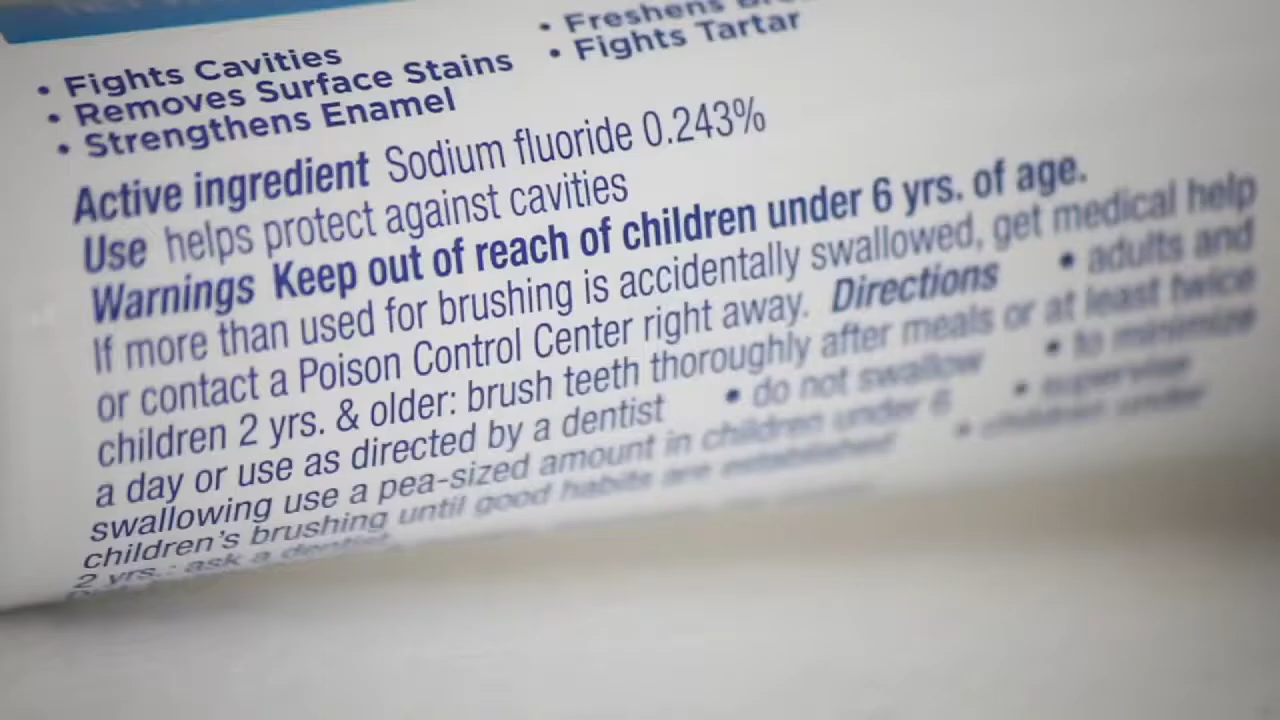 • Fights Cavities
• Removes Surface Stains
• Strengthens Enamel
• Freshens
• Fights Tartar
Active ingredient Sodium fluoride 0.243%
Use helps protect against cavities
Warnings Keep out of reach of children under 6 yrs. of age.
If more than used for brushing is accidentally swallowed, get medical help
or contact a Poison Control Center right away. Directions • adults and
children 2 yrs. & older: brush teeth thoroughly after meals or at least twice
a day or use as directed by a dentist • do not swallow • to minimize
swallowing use a pea-sized amount in children under 6 • supervise
children's brushing until good habits are established • children under
2 yrs.: ask a dentist